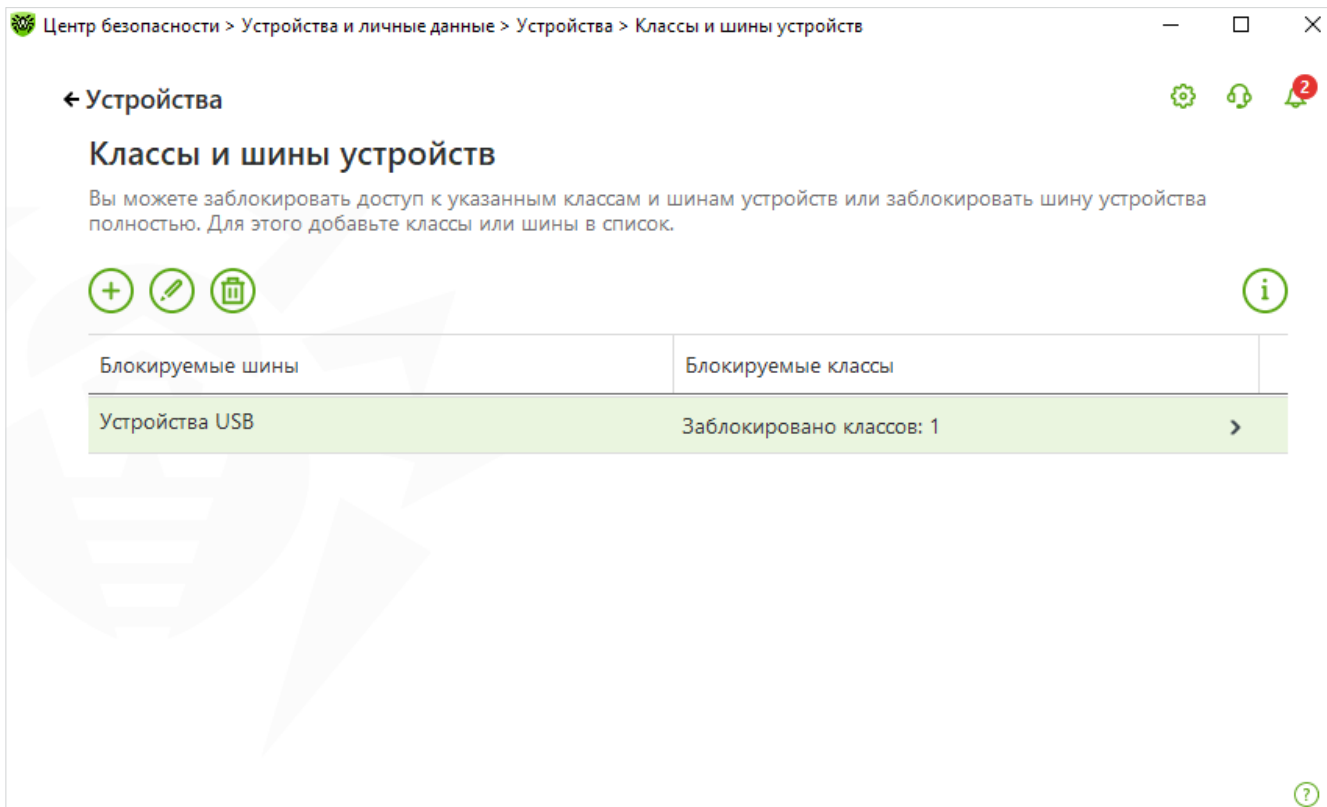 Центр безопасности > Устройства и личные данные > Устройства > Классы и шины устройств
2
Устройства
Классы и шины устройств
Вы можете заблокировать доступ к указанным классам и шинам устройств или заблокировать шину устройства
полностью. Для этого добавьте классы или шины в список.
i
Блокируемые шины Блокируемые классы
Устройства USB Заблокировано классов: 1
?